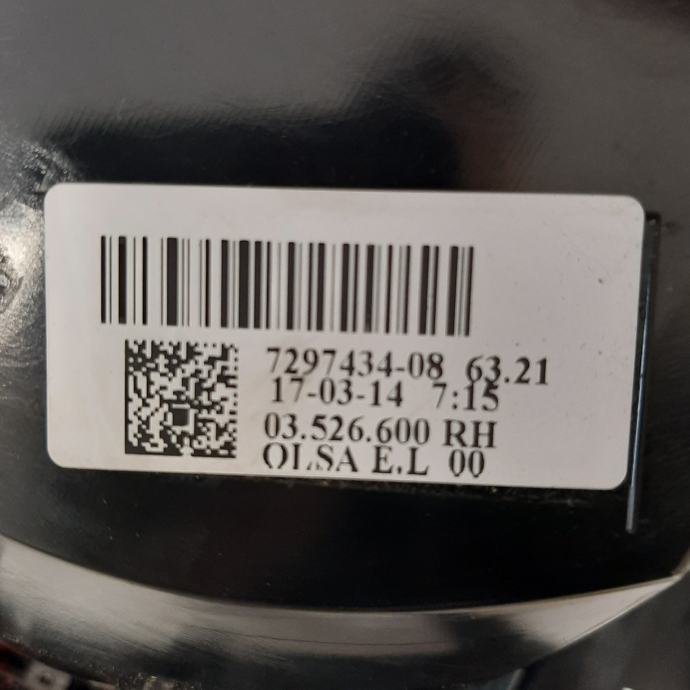 7297434-08 63.21
17-03-14 7:15
03.526.600 RH
OLSA E.L 00